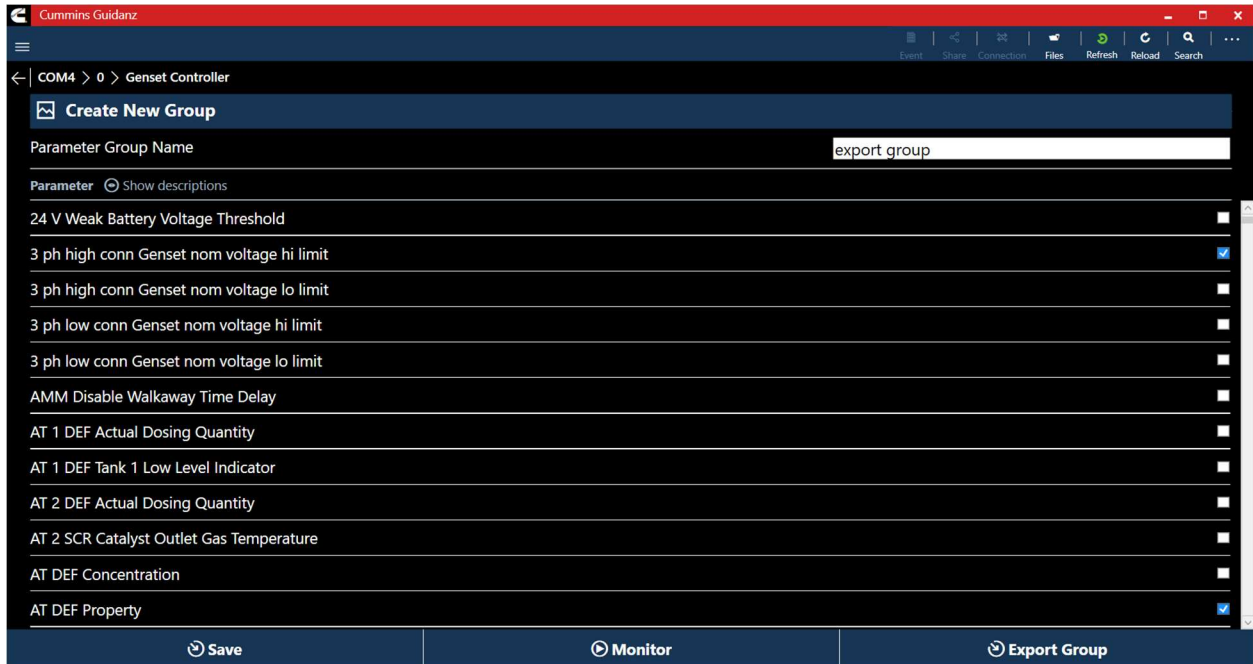 Cummins Guidanz
Event Share Connection Files Refresh Reload Search
COM4 > 0 > Genset Controller
Create New Group
Parameter Group Name export group
Parameter Show descriptions
24 V Weak Battery Voltage Threshold
3 ph high conn Genset nom voltage hi limit
3 ph high conn Genset nom voltage lo limit
3 ph low conn Genset nom voltage hi limit
3 ph low conn Genset nom voltage lo limit
AMM Disable Walkaway Time Delay
AT 1 DEF Actual Dosing Quantity
AT 1 DEF Tank 1 Low Level Indicator
AT 2 DEF Actual Dosing Quantity
AT 2 SCR Catalyst Outlet Gas Temperature
AT DEF Concentration
AT DEF Property
Save Monitor Export Group